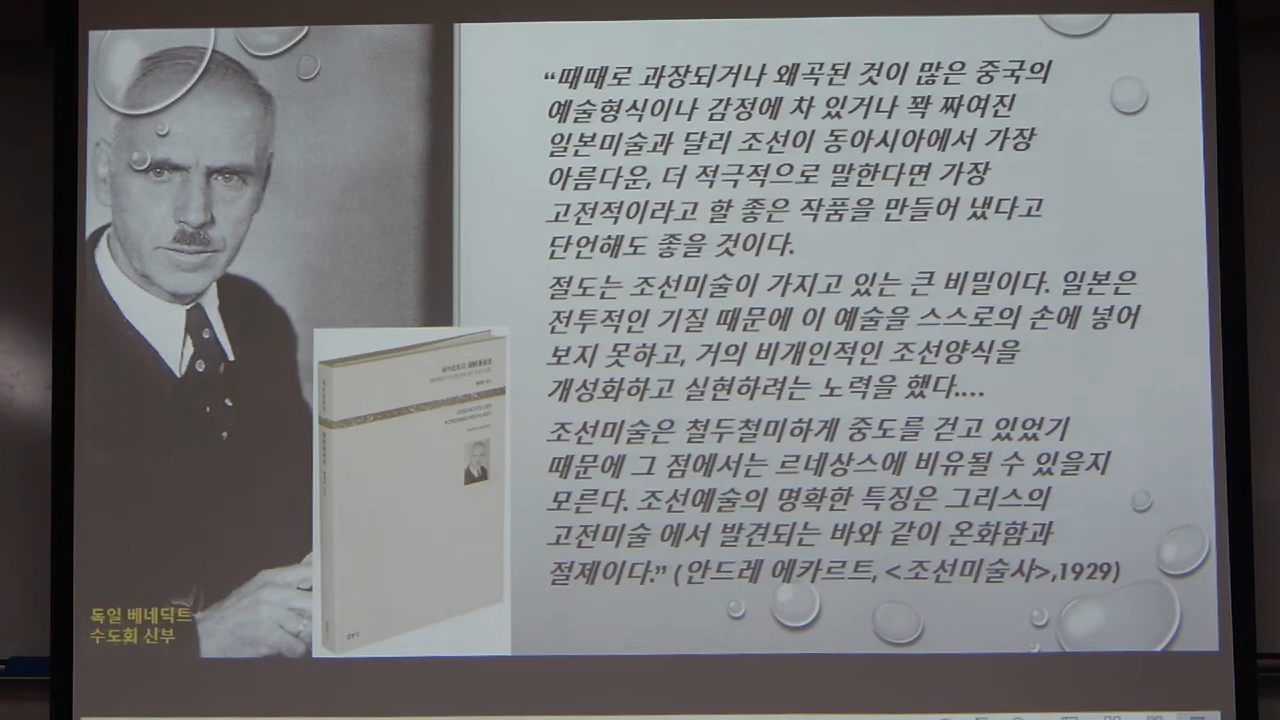 “때때로 과장되거나 왜곡된 것이 많은 중국의
예술형식이나 감정에 차 있거나 꽉 짜여진
일본미술과 달리 조선이 동아시아에서 가장
아름다운, 더 적극적으로 말한다면 가장
고전적이라고 할 좋은 작품을 만들어 냈다고
단언해도 좋을 것이다.
절도는 조선미술이 가지고 있는 큰 비밀이다. 일본은
전투적인 기질 때문에 이 예술을 스스로의 손에 넣어
보지 못하고, 거의 비개인적인 조선양식을
개성화하고 실현하려는 노력을 했다....
조선미술은 철두철미하게 중도를 걷고 있었기
때문에 그 점에서는 르네상스에 비유될 수 있을지
모른다. 조선예술의 명확한 특징은 그리스의
고전미술 에서 발견되는 바와 같이 온화함과
절제이다.” (안드레 에카르트, <조선미술사>,1929)
독일 베네딕트
수도회 신부